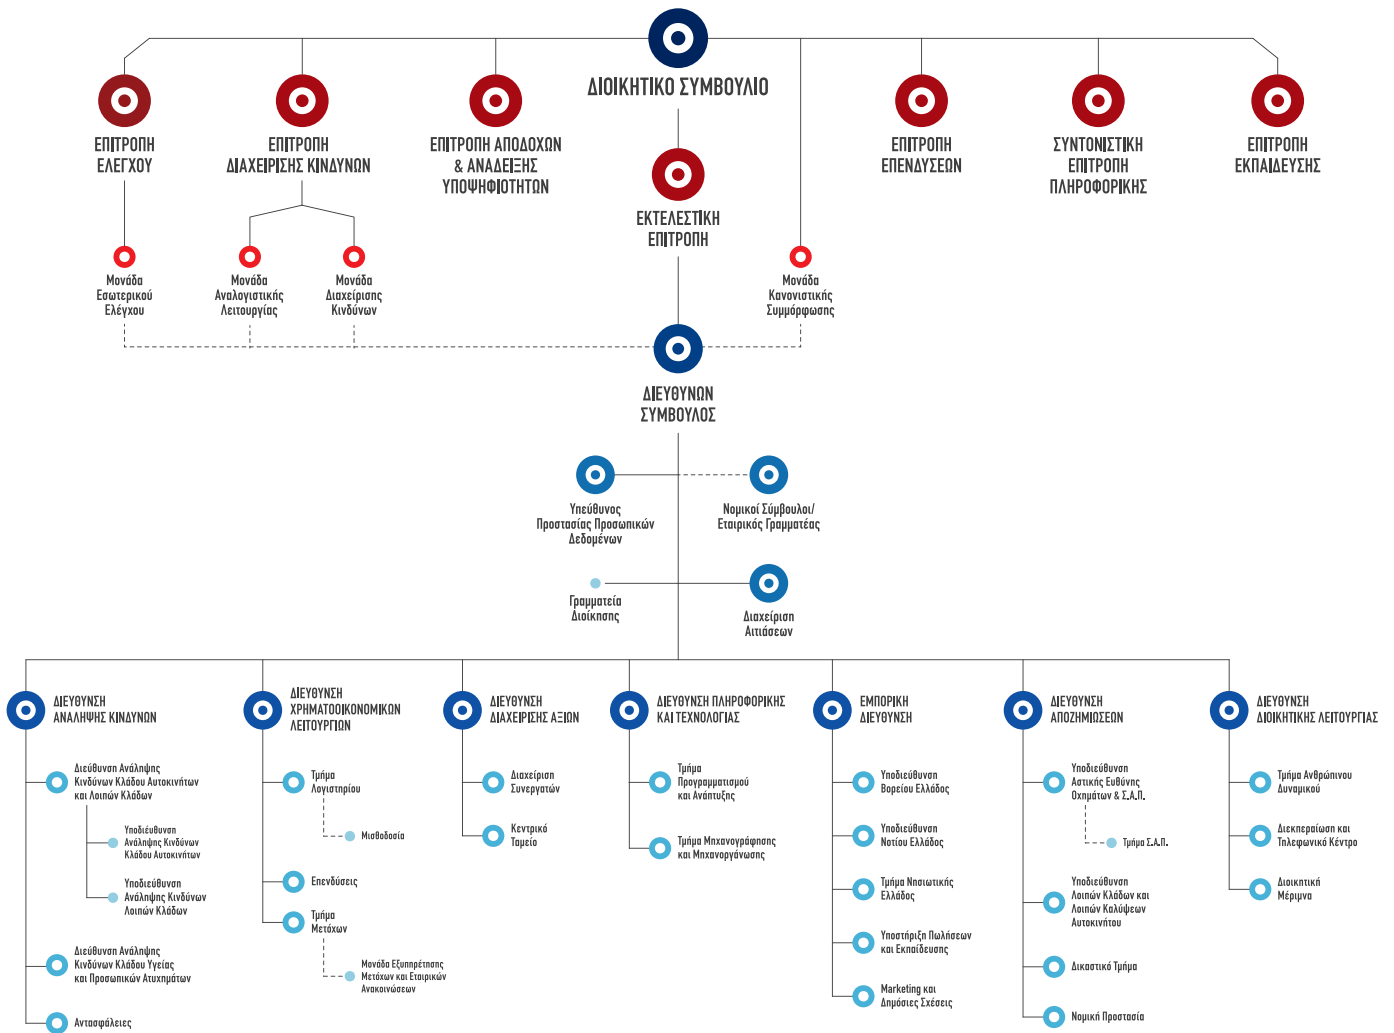 ΔΙΟΙΚΗΤΙΚΟ ΣΥΜΒΟΥΛΙΟ
ΕΠΙΤΡΟΠΗ
ΕΛΕΓΧΟΥ
ΕΠΙΤΡΟΠΗ
ΔΙΑΧΕΙΡΙΣΗΣ ΚΙΝΔΥΝΩΝ
ΕΠΙΤΡΟΠΗ ΑΠΟΔΟΧΩΝ
& ΑΝΑΔΕΙΞΗΣ
ΥΠΟΨΗΦΙΟΤΗΤΩΝ
ΕΠΙΤΡΟΠΗ
ΕΠΕΝΔΥΣΕΩΝ
ΣΥΝΤΟΝΙΣΤΙΚΗ
ΕΠΙΤΡΟΠΗ
ΠΛΗΡΟΦΟΡΙΚΗΣ
ΕΠΙΤΡΟΠΗ
ΕΚΠΑΙΔΕΥΣΗΣ
ΕΚΤΕΛΕΣΤΙΚΗ
ΕΠΙΤΡΟΠΗ
Μονάδα
Εσωτερικού
Ελέγχου
Μονάδα
Αναλογιστικής
Λειτουργίας
Μονάδα
Διαχείρισης
Κινδύνων
Μονάδα
Κανονιστικής
Συμμόρφωσης
ΔΙΕΥΘΥΝΩΝ
ΣΥΜΒΟΥΛΟΣ
Υπεύθυνος
Προστασίας Προσωπικών
Δεδομένων
Νομικοί Σύμβουλοι/
Εταιρικός Γραμματέας
Γραμματεία
Διοίκησης
Διαχείριση
Αιτιάσεων
ΔΙΕΥΘΥΝΣΗ
ΑΝΑΛΗΨΗΣ ΚΙΝΔΥΝΩΝ
Διεύθυνση Ανάληψης
Κινδύνων Κλάδου Αυτοκινήτου
και Λοιπών Κλάδων
Υποδιεύθυνση
Ανάληψης Κινδύνων
Κλάδου Αυτοκινήτου
Υποδιεύθυνση
Ανάληψης Κινδύνων
Λοιπών Κλάδων
Διεύθυνση Ανάληψης
Κινδύνων Κλάδου Υγείας
και Προσωπικών Ατυχημάτων
Αντασφάλειες
ΔΙΕΥΘΥΝΣΗ
ΧΡΗΜΑΤΟΟΙΚΟΝΟΜΙΚΩΝ
ΛΕΙΤΟΥΡΓΙΩΝ
Τμήμα
Λογιστηρίου
Μισθοδοσία
Επενδύσεις
Τμήμα
Μετόχων
Μονάδα Εξυπηρέτησης
Μετόχων και Εταιρικών
Ανακοινώσεων
ΔΙΕΥΘΥΝΣΗ
ΔΙΑΧΕΙΡΙΣΗΣ ΑΞΙΩΝ
Διαχείριση
Συνεργατών
Κεντρικό
Ταμείο
ΔΙΕΥΘΥΝΣΗ ΠΛΗΡΟΦΟΡΙΚΗΣ
ΚΑΙ ΤΕΧΝΟΛΟΓΙΑΣ
Τμήμα
Προγραμματισμού
και Ανάπτυξης
Τμήμα Μηχανογράφησης
και Μηχανοργάνωσης
ΕΜΠΟΡΙΚΗ
ΔΙΕΥΘΥΝΣΗ
Υποδιεύθυνση
Βορείου Ελλάδος
Υποδιεύθυνση
Νοτίου Ελλάδος
Τμήμα Νησιωτικής
Ελλάδος
Υποστήριξη Πωλήσεων
και Εκπαίδευσης
Marketing και
Δημόσιες Σχέσεις
ΔΙΕΥΘΥΝΣΗ
ΑΠΟΖΗΜΙΩΣΕΩΝ
Υποδιεύθυνση
Αστικής Ευθύνης
Οχημάτων & Σ.Α.Π.
Τμήμα Σ.Α.Π.
Υποδιεύθυνση
Λοιπών Κλάδων και
Λοιπών Καλύψεων
Αυτοκινήτου
Δικαστικό Τμήμα
Νομική Προστασία
ΔΙΕΥΘΥΝΣΗ
ΔΙΟΙΚΗΤΙΚΗΣ ΛΕΙΤΟΥΡΓΙΑΣ
Τμήμα Ανθρώπινου
Δυναμικού
Διεκπεραίωση και
Τηλεφωνικό Κέντρο
Διοικητική
Μέριμνα